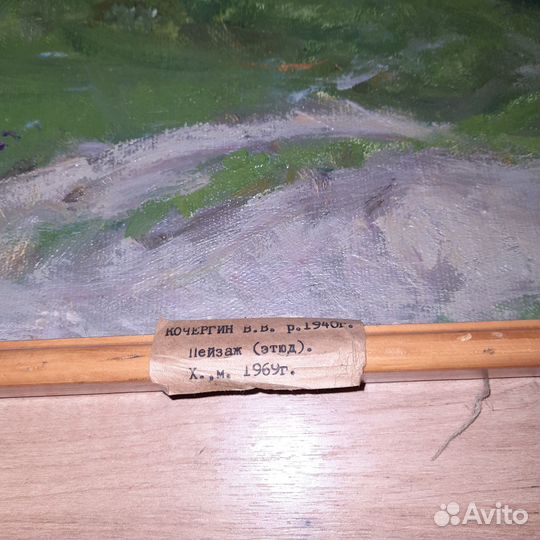 КОЧЕРГИН В.В. р.1940г.
Пейзаж (этюд).
Х.,м. 1969г.
Avito